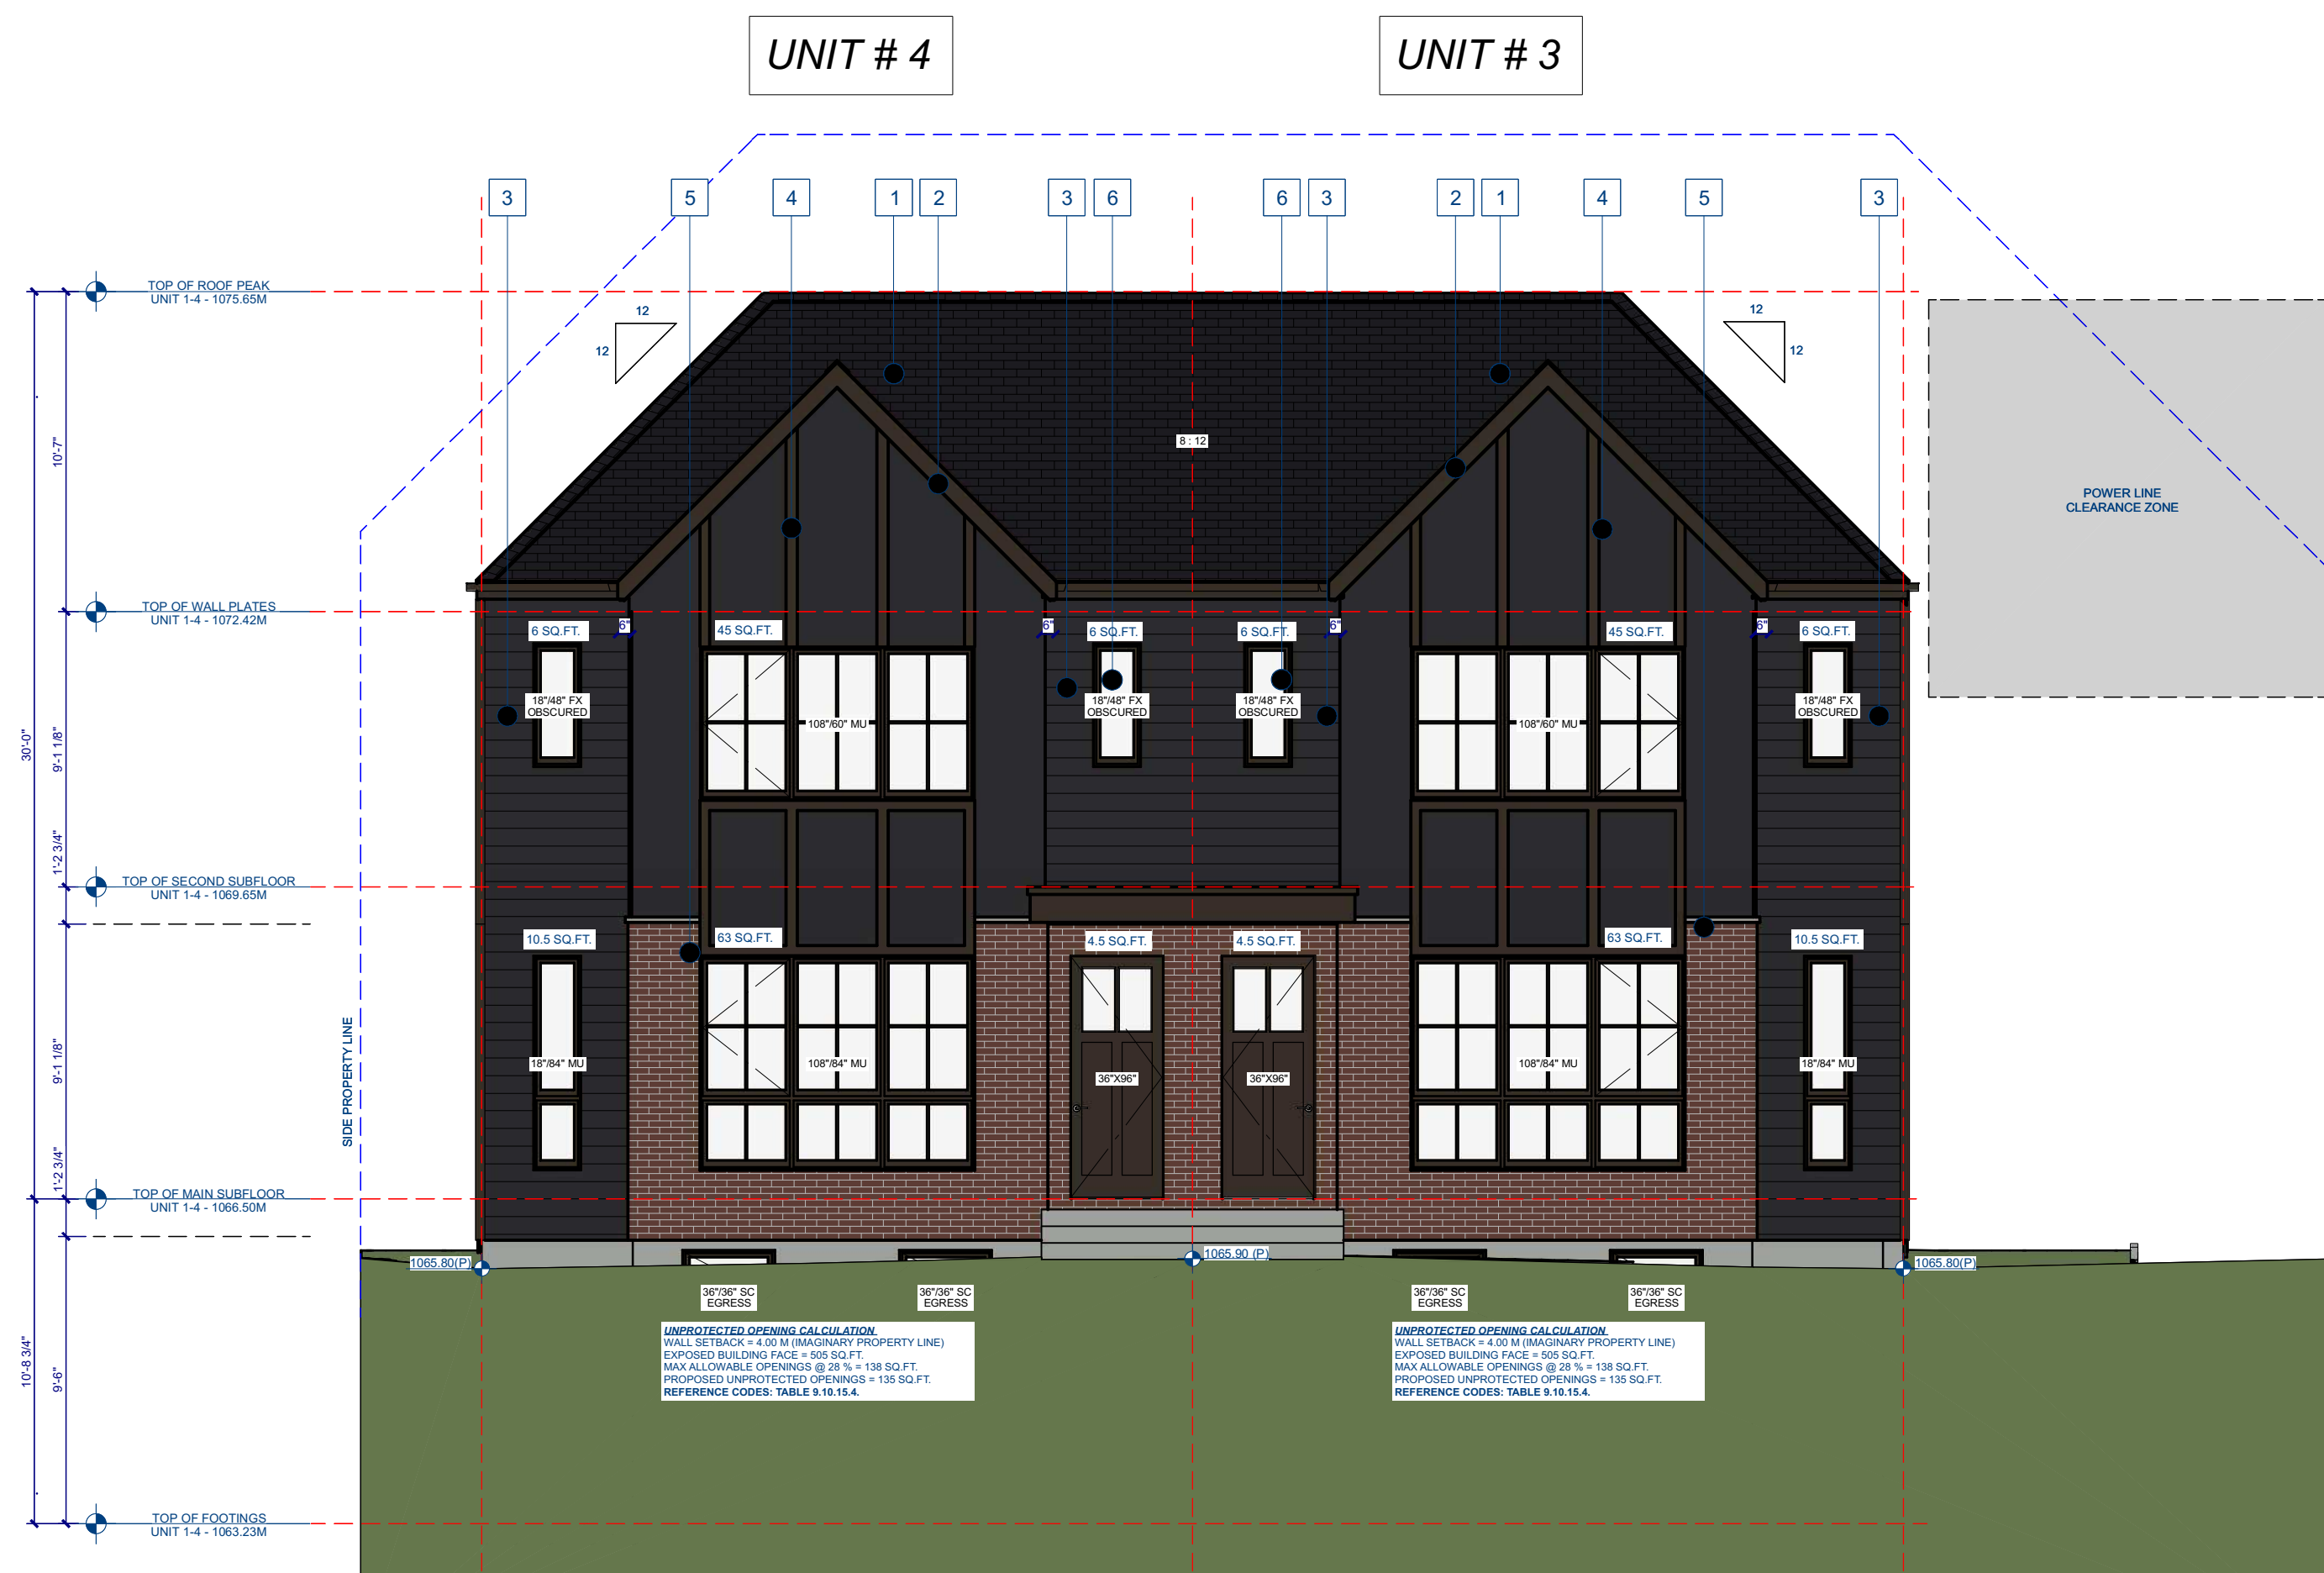 UNIT # 4
UNIT # 3
3
5
4
1
2
3
6
6
3
2
1
4
5
3
TOP OF ROOF PEAK
UNIT 1-4 - 1075.65M
12
12
12
12
8 : 12
10'-7"
POWER LINE
CLEARANCE ZONE
TOP OF WALL PLATES
UNIT 1-4 - 1072.42M
6 SQ.FT.
6"
45 SQ.FT.
6"
6 SQ.FT.
6 SQ.FT.
6"
45 SQ.FT.
6"
6 SQ.FT.
18"/48" FX
OBSCURED
108"/60" MU
18"/48" FX
OBSCURED
18"/48" FX
OBSCURED
108"/60" MU
18"/48" FX
OBSCURED
30'-0"
9'-1 1/8"
1'-2 3/4"
TOP OF SECOND SUBFLOOR
UNIT 1-4 - 1069.65M
10.5 SQ.FT.
63 SQ.FT.
4.5 SQ.FT.
4.5 SQ.FT.
63 SQ.FT.
10.5 SQ.FT.
9'-1 1/8"
SIDE PROPERTY LINE
18"/84" MU
108"/84" MU
36"X96"
36"X96"
108"/84" MU
18"/84" MU
1'-2 3/4"
TOP OF MAIN SUBFLOOR
UNIT 1-4 - 1066.50M
1065.80(P)
1065.90 (P)
1065.80(P)
36"/36" SC
EGRESS
36"/36" SC
EGRESS
36"/36" SC
EGRESS
36"/36" SC
EGRESS
UNPROTECTED OPENING CALCULATION
WALL SETBACK = 4.00 M (IMAGINARY PROPERTY LINE)
EXPOSED BUILDING FACE = 505 SQ.FT.
MAX ALLOWABLE OPENINGS @ 28 % = 138 SQ.FT.
PROPOSED UNPROTECTED OPENINGS = 135 SQ.FT.
REFERENCE CODES: TABLE 9.10.15.4.
UNPROTECTED OPENING CALCULATION
WALL SETBACK = 4.00 M (IMAGINARY PROPERTY LINE)
EXPOSED BUILDING FACE = 505 SQ.FT.
MAX ALLOWABLE OPENINGS @ 28 % = 138 SQ.FT.
PROPOSED UNPROTECTED OPENINGS = 135 SQ.FT.
REFERENCE CODES: TABLE 9.10.15.4.
10'-8 3/4"
9'-6"
TOP OF FOOTINGS
UNIT 1-4 - 1063.23M